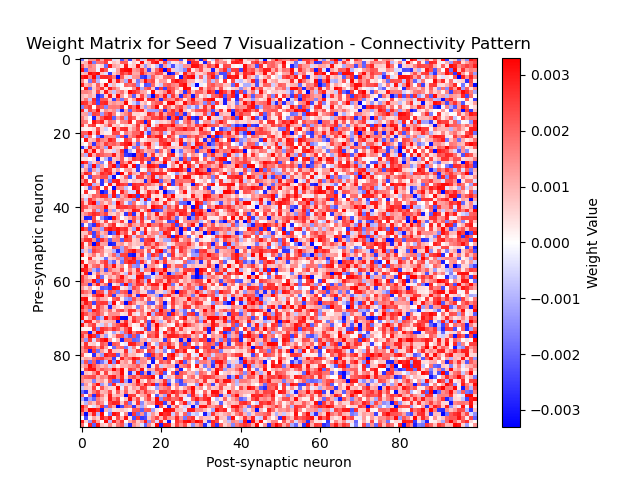 Weight Matrix for Seed 7 Visualization - Connectivity Pattern
0
20
40
60
80
Pre-synaptic neuron
0 20 40 60 80
Post-synaptic neuron
0.003
0.002
0.001
0.000
−0.001
−0.002
−0.003
Weight Value